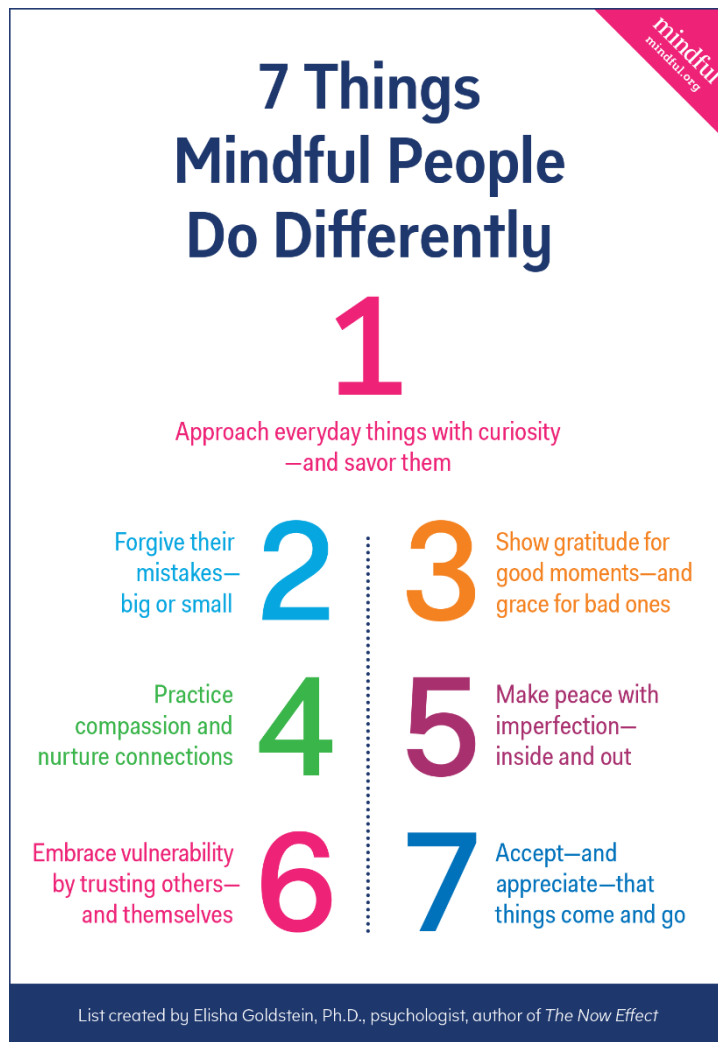 mindful
mindful.org
7 Things
Mindful People
Do Differently
1
Approach everyday things with curiosity
—and savor them
2
Forgive their
mistakes—
big or small
3
Show gratitude for
good moments—and
grace for bad ones
4
Practice
compassion and
nurture connections
5
Make peace with
imperfection—
inside and out
6
Embrace vulnerability
by trusting others—
and themselves
7
Accept—and
appreciate—that
things come and go
List created by Elisha Goldstein, Ph.D., psychologist, author of The Now Effect